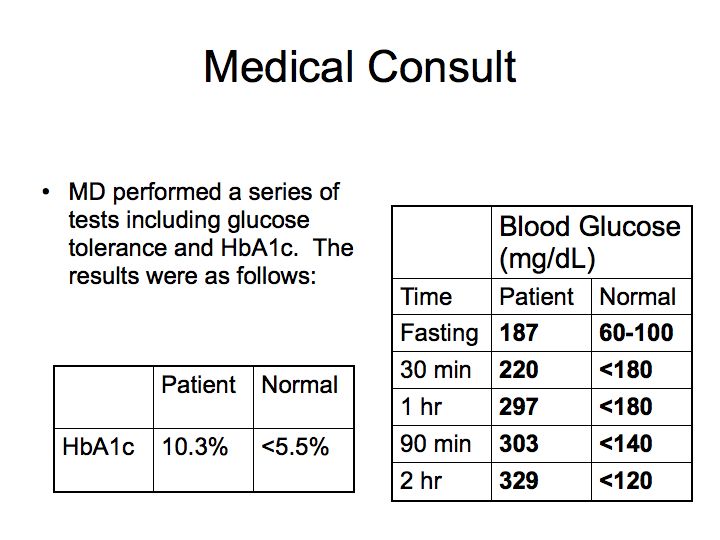 Medical Consult
• MD performed a series of
tests including glucose
tolerance and HbA1c.  The
results were as follows:
Patient Normal
HbA1c 10.3% <5.5%
Blood Glucose
(mg/dL)
Time Patient Normal
Fasting 187 60-100
30 min 220 <180
1 hr 297 <180
90 min 303 <140
2 hr 329 <120